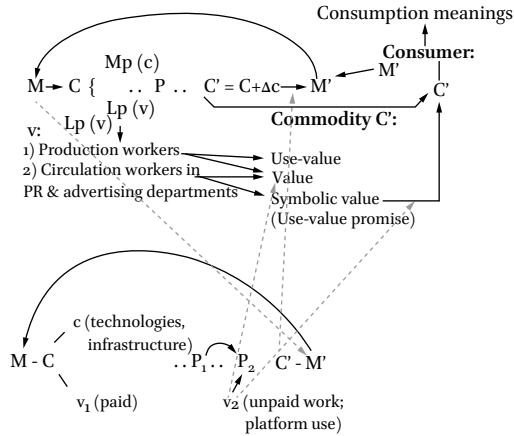 Consumption meanings
Consumer:
Mp (c)
M'
M C { . . P . . C' = C+Δc M'
C'
Lp (v)
Commodity C':
Lp (v)
v:
1) Production workers
Use-value
2) Circulation workers in
Value
PR & advertising departments
Symbolic value
(Use-value promise)
c (technologies,
infrastructure)
M - C
. . P1 . . P2
C' - M'
v1 (paid)
v2 (unpaid work;
platform use)